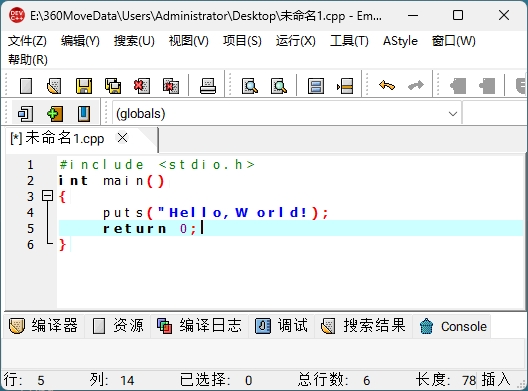 E:\360MoveData\Users\Administrator\Desktop\未命名1.cpp - Em...
文件(Z) 编辑(Y) 搜索(U) 视图(V) 项目(S) 运行(X) 工具(T) AStyle 窗口(W)
帮助(R)
(globals)
[*] 未命名1.cpp
1 #include <stdio.h>
2 int main()
3 {
4 puts("Hello,World!);
5 return 0;
6 }
编译器 资源 编译日志 调试 搜索结果 Console
行: 5 列: 14 已选择: 0 总行数: 6 长度: 78 插入